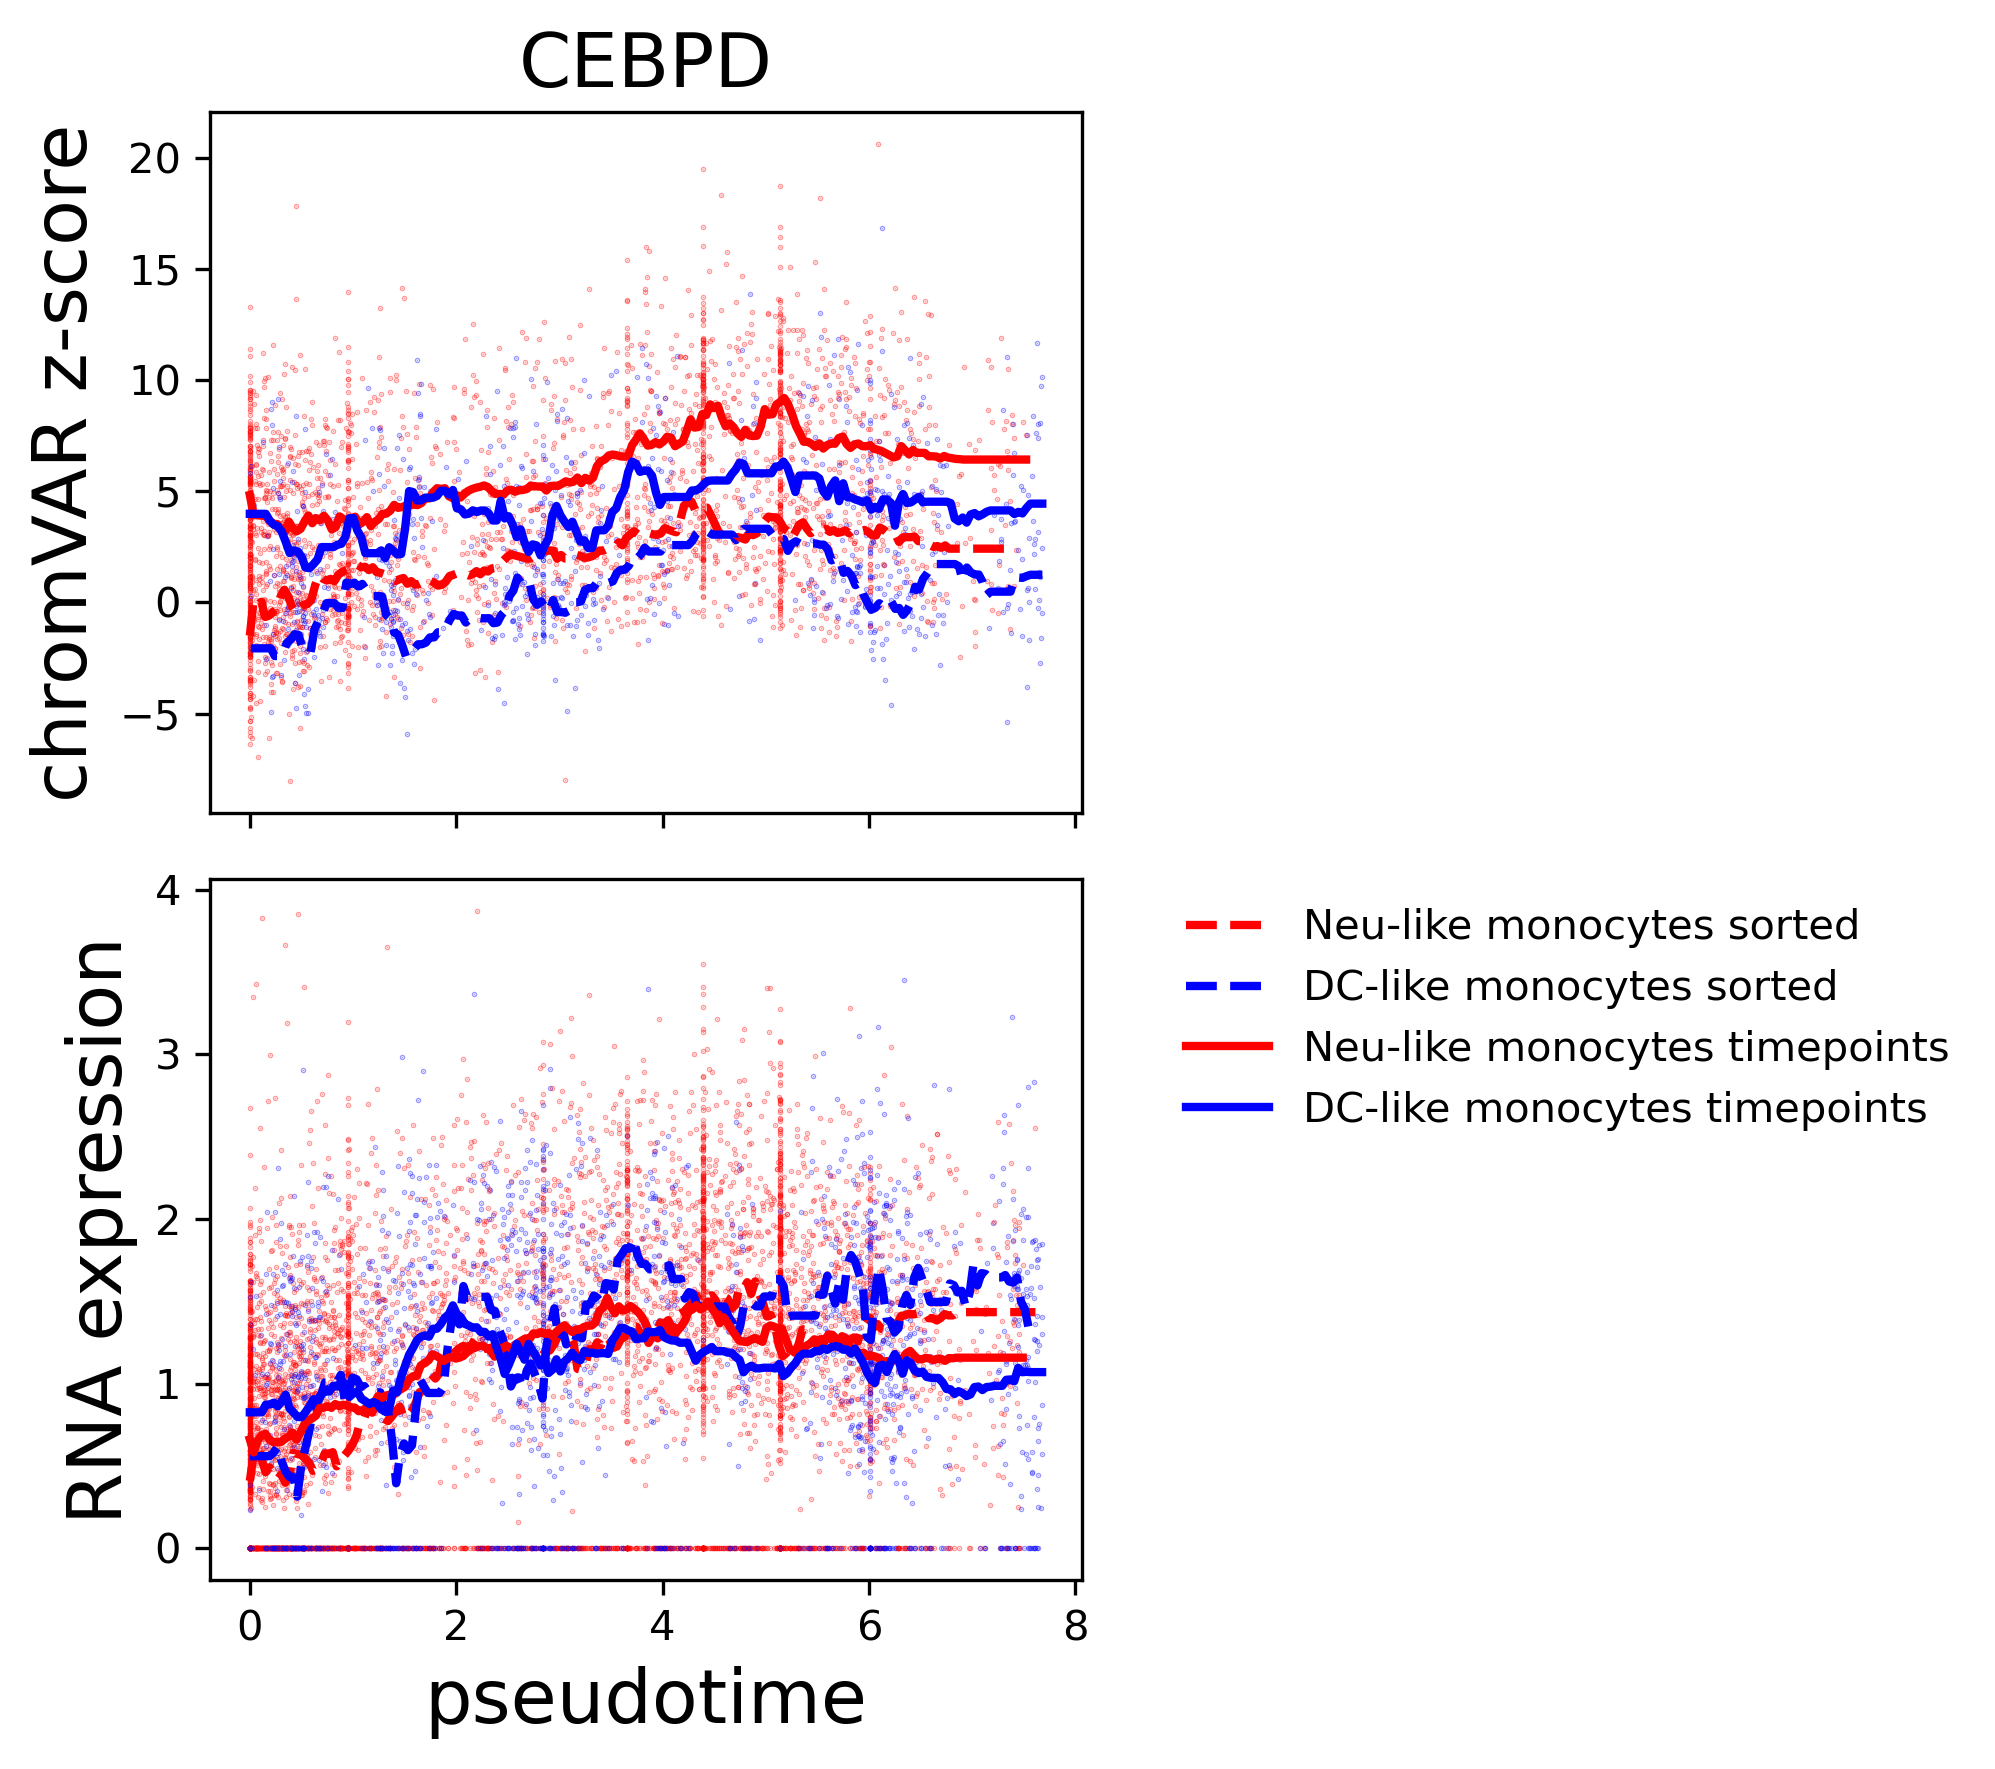 CEBPD
chromVAR z-score
20
15
10
5
0
−5
RNA expression
4
3
2
1
0
0 2 4 6 8
pseudotime
Neu-like monocytes sorted
DC-like monocytes sorted
Neu-like monocytes timepoints
DC-like monocytes timepoints